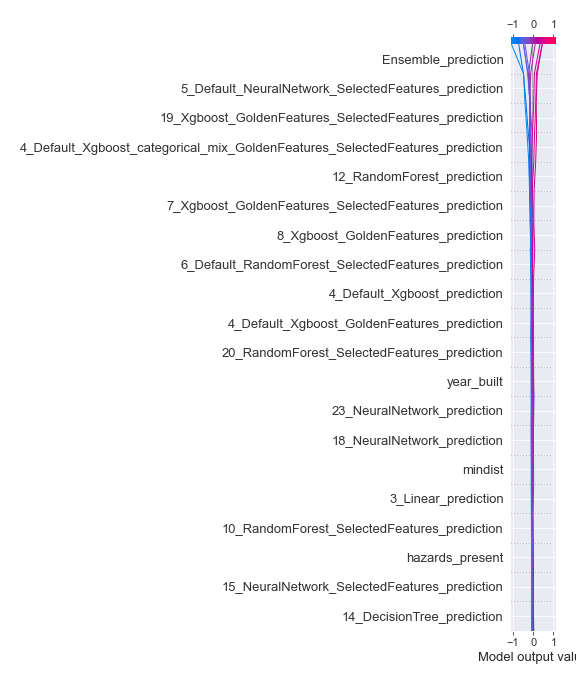 −1 0 1
Ensemble_prediction
5_Default_NeuralNetwork_SelectedFeatures_prediction
19_Xgboost_GoldenFeatures_SelectedFeatures_prediction
4_Default_Xgboost_categorical_mix_GoldenFeatures_SelectedFeatures_prediction
12_RandomForest_prediction
7_Xgboost_GoldenFeatures_SelectedFeatures_prediction
8_Xgboost_GoldenFeatures_prediction
6_Default_RandomForest_SelectedFeatures_prediction
4_Default_Xgboost_prediction
4_Default_Xgboost_GoldenFeatures_prediction
20_RandomForest_SelectedFeatures_prediction
year_built
23_NeuralNetwork_prediction
18_NeuralNetwork_prediction
mindist
3_Linear_prediction
10_RandomForest_SelectedFeatures_prediction
hazards_present
15_NeuralNetwork_SelectedFeatures_prediction
14_DecisionTree_prediction
−1 0 1
Model output valu